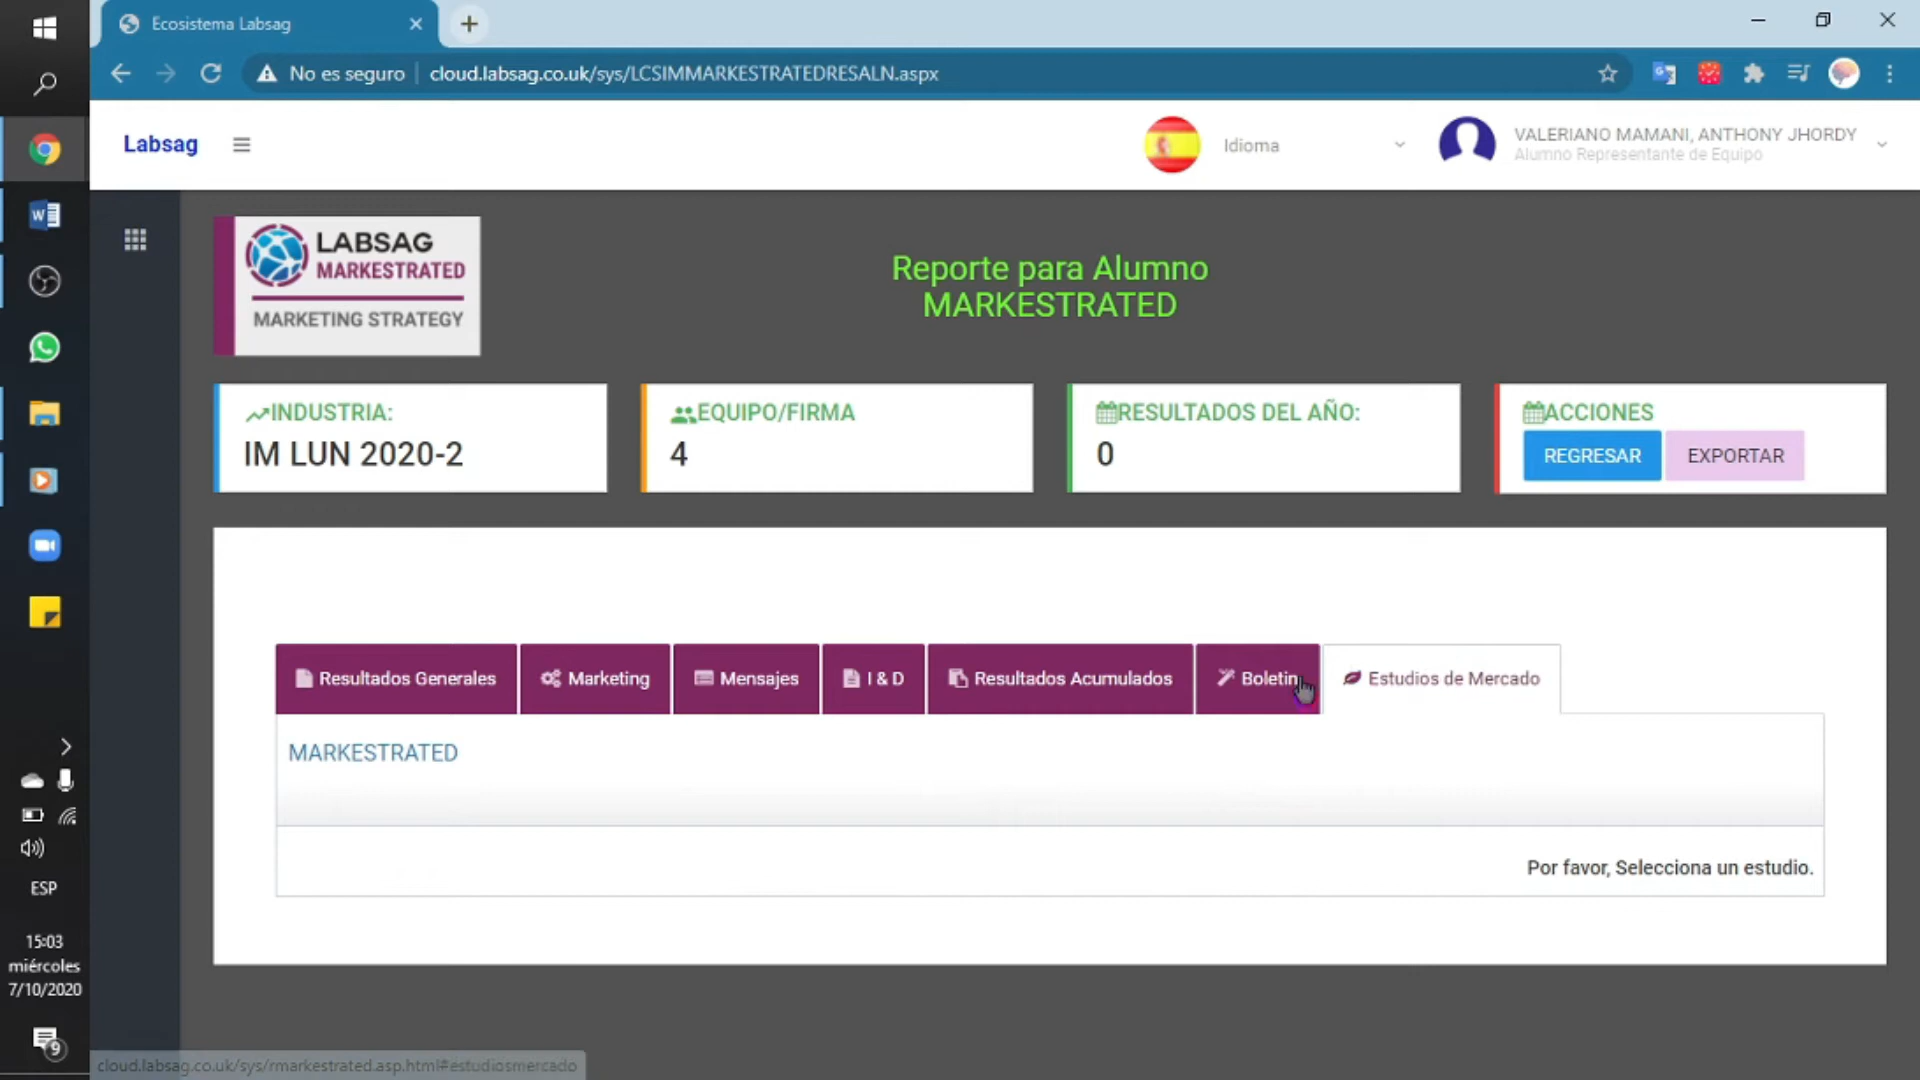 Ecosistema Labsag
No es seguro
cloud.labsag.co.uk/sys/LCSIMMARKESTRATEDRESALN.aspx
Labsag
Idioma
VALERIANO MAMANI, ANTHONY JHORDY
Alumno Representante de Equipo
LABSAG
MARKESTRATED
MARKETING STRATEGY
Reporte para Alumno
MARKESTRATED
INDUSTRIA:
IM LUN 2020-2
EQUIPO/FIRMA
4
RESULTADOS DEL AÑO:
0
ACCIONES
REGRESAR
EXPORTAR
Resultados Generales
Marketing
Mensajes
I & D
Resultados Acumulados
Boletin
Estudios de Mercado
MARKESTRATED
Por favor, Selecciona un estudio.
ESP
15:03
miércoles
7/10/2020
9
cloud.labsag.co.uk/sys/rmarkestrated.asp.html#estudiosmercado